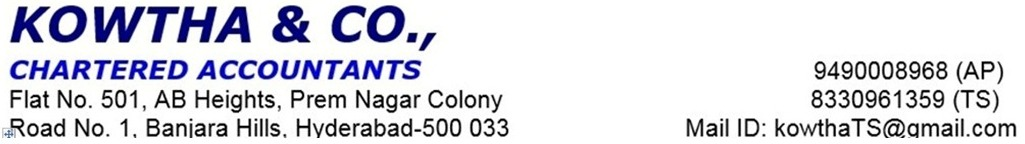 KOWTHA & CO.,
CHARTERED ACCOUNTANTS 9490008968 (AP)
Flat No. 501, AB Heights, Prem Nagar Colony 8330961359 (TS)
Road No. 1, Banjara Hills, Hyderabad-500 033 Mail ID: kowthaTS@gmail.com